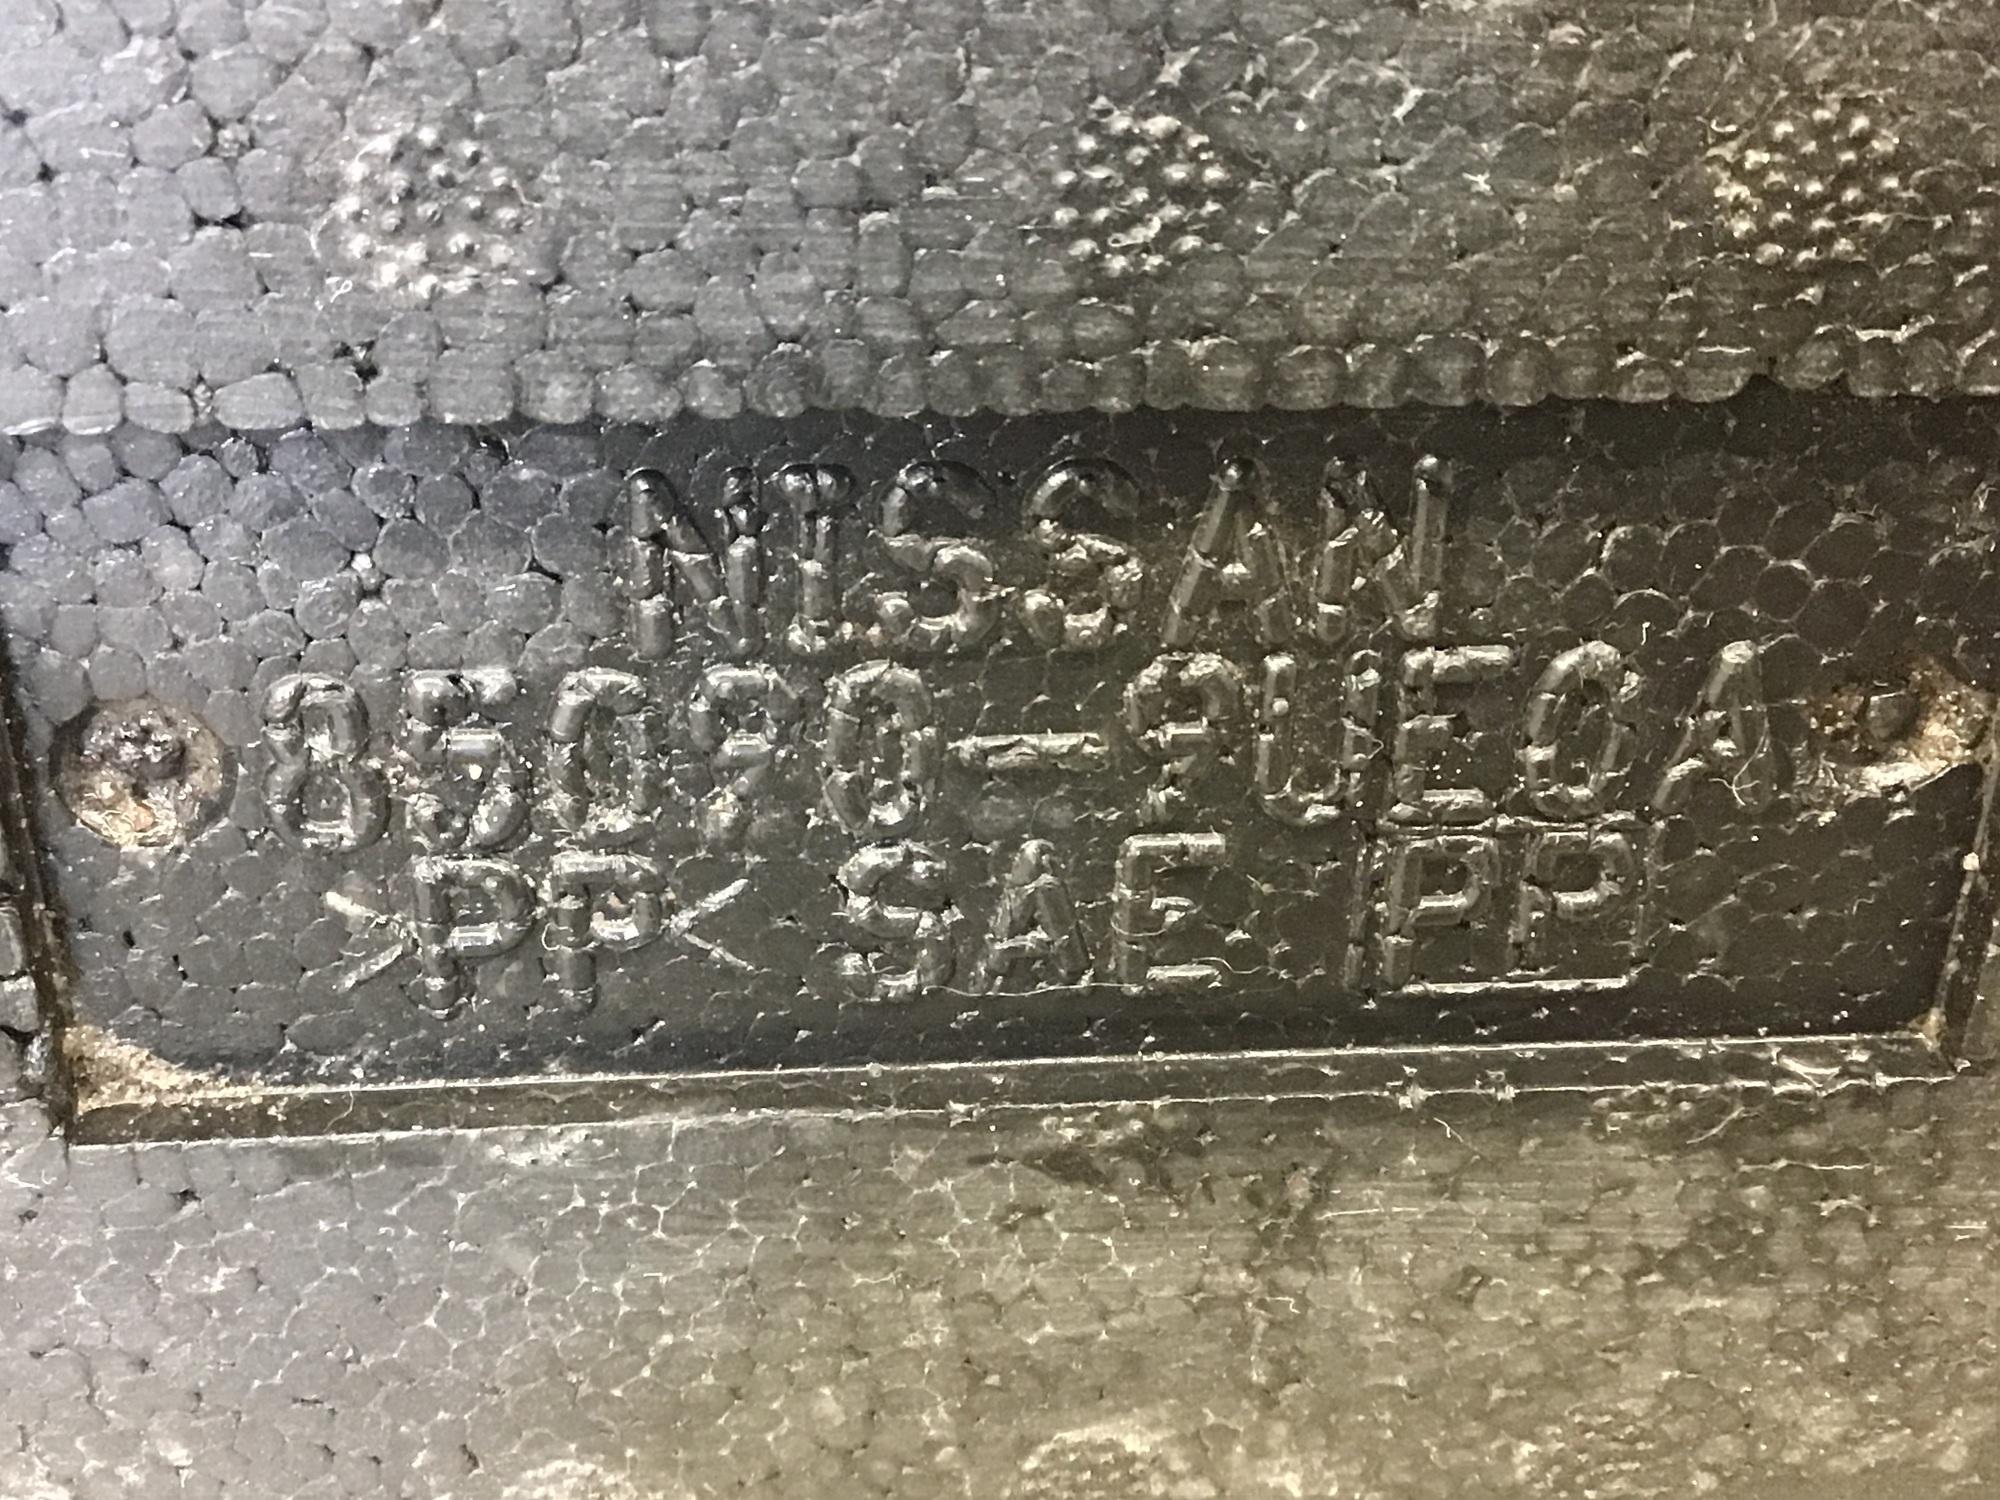 NISSAN
85090-9UE0A
>PP< SAE PP